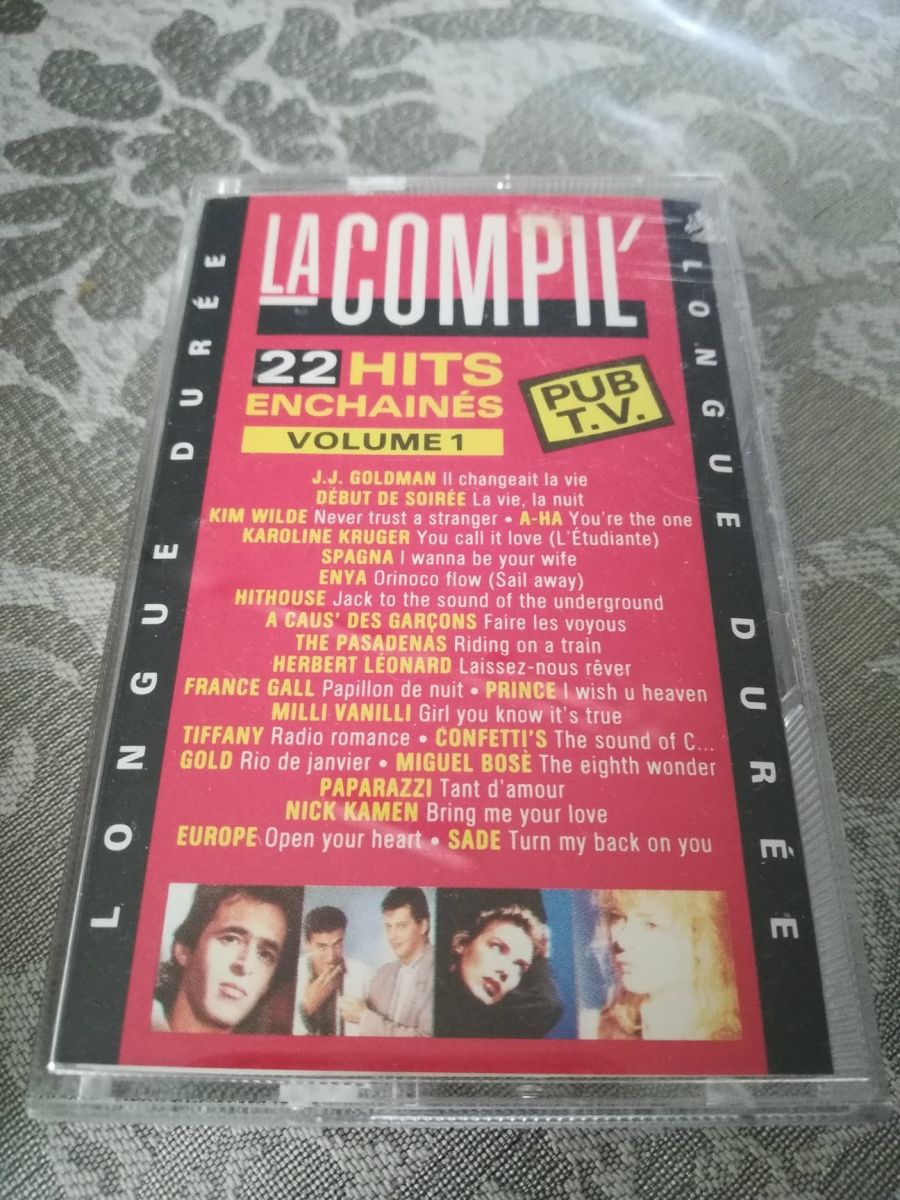 LA COMPIL'
22 HITS
ENCHAINÉS
VOLUME 1
PUB
T.V.
J.J. GOLDMAN Il changeait la vie
DÉBUT DE SOIRÉE La vie, la nuit
KIM WILDE Never trust a stranger • A-HA You're the one
KAROLINE KRUGER You call it love (L'Étudiante)
SPAGNA I wanna be your wife
ENYA Orinoco flow (Sail away)
HITHOUSE Jack to the sound of the underground
A CAUS' DES GARÇONS Faire les voyous
THE PASADENAS Riding on a train
HERBERT LÉONARD Laissez-nous rêver
FRANCE GALL Papillon de nuit • PRINCE I wish u heaven
MILLI VANILLI Girl you know it's true
TIFFANY Radio romance • CONFETTI'S The sound of C...
GOLD Rio de janvier • MIGUEL BOSÈ The eighth wonder
PAPARAZZI Tant d'amour
NICK KAMEN Bring me your love
EUROPE Open your heart • SADE Turn my back on you
LONGUE DURÉE
LONGUE DURÉE